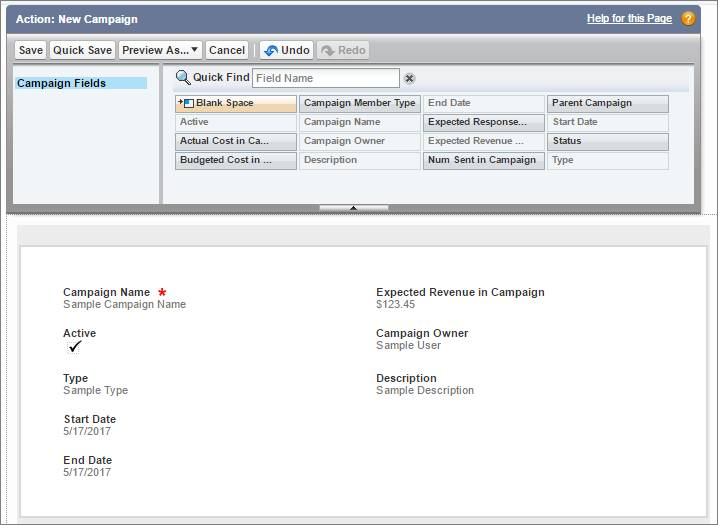 Action: New Campaign Help for this Page ?
Save Quick Save Preview As... Cancel Undo Redo
Campaign Fields
Quick Find Field Name
Blank Space Campaign Member Type End Date Parent Campaign
Active Campaign Name Expected Response... Start Date
Actual Cost in Ca... Campaign Owner Expected Revenue ... Status
Budgeted Cost in ... Description Num Sent in Campaign Type
Campaign Name * Expected Revenue in Campaign
Sample Campaign Name $123.45
Active Campaign Owner
Sample User
Type Description
Sample Type Sample Description
Start Date
5/17/2017
End Date
5/17/2017